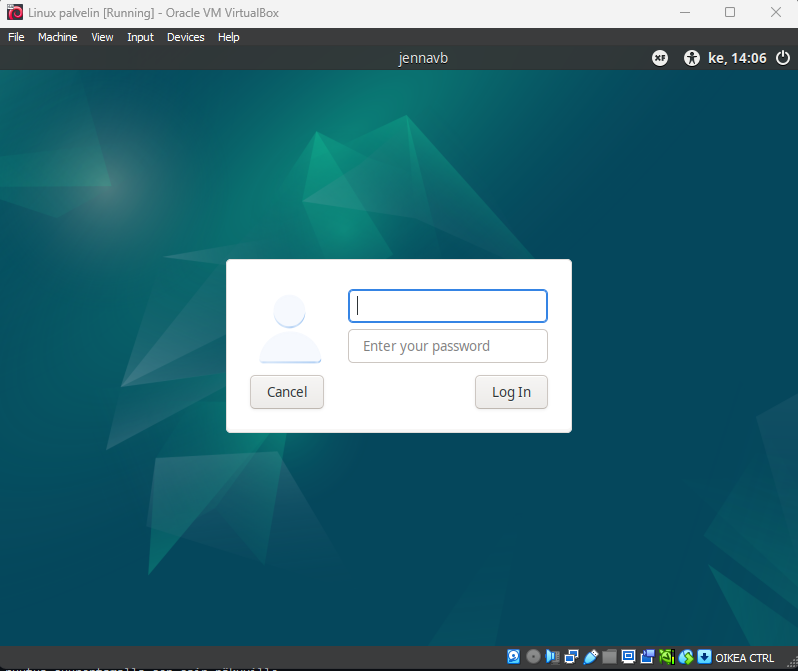 Linux palvelin [Running] - Oracle VM VirtualBox
File Machine View Input Devices Help
jennavb
XF
ke, 14:06
Enter your password
Cancel
Log In
OIKEA CTRL